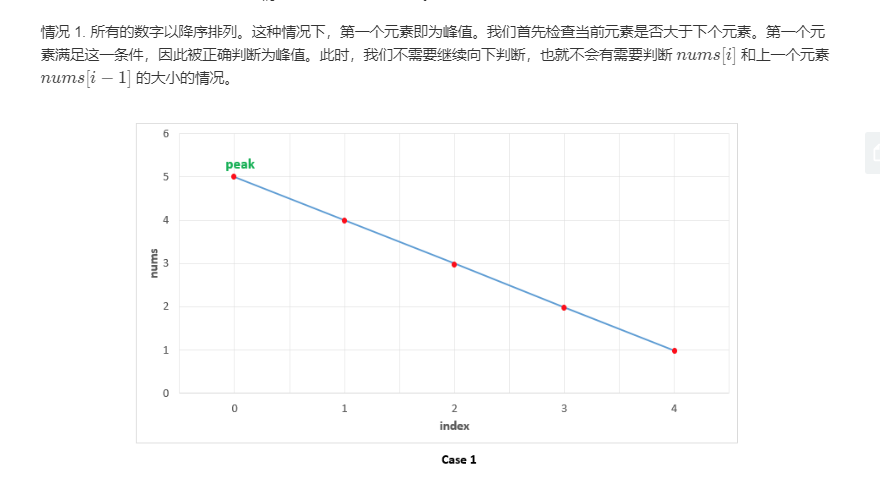 情况 1. 所有的数字以降序排列。这种情况下，第一个元素即为峰值。我们首先检查当前元素是否大于下个元素。第一个元
素满足这一条件，因此被正确判断为峰值。此时，我们不需要继续向下判断，也就不会有需要判断 nums[i] 和上一个元素
nums[i − 1] 的大小的情况。
6
peak
5
4
nums
3
2
1
0
0 1 2 3 4
index
Case 1